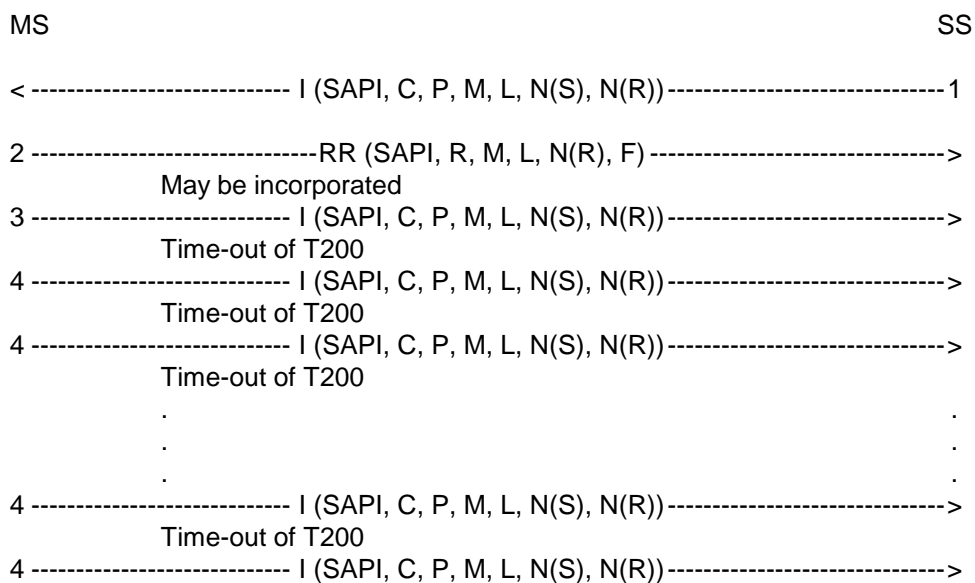 MS SS
< ----------------------------- I (SAPI, C, P, M, L, N(S), N(R))-------------------------------1
2 --------------------------------RR (SAPI, R, M, L, N(R), F) --------------------------------->
May be incorporated
3 ----------------------------- I (SAPI, C, P, M, L, N(S), N(R))------------------------------->
Time-out of T200
4 ----------------------------- I (SAPI, C, P, M, L, N(S), N(R))------------------------------->
Time-out of T200
4 ----------------------------- I (SAPI, C, P, M, L, N(S), N(R))------------------------------->
Time-out of T200
. .
. .
. .
4 ----------------------------- I (SAPI, C, P, M, L, N(S), N(R))------------------------------->
Time-out of T200
4 ----------------------------- I (SAPI, C, P, M, L, N(S), N(R))------------------------------->